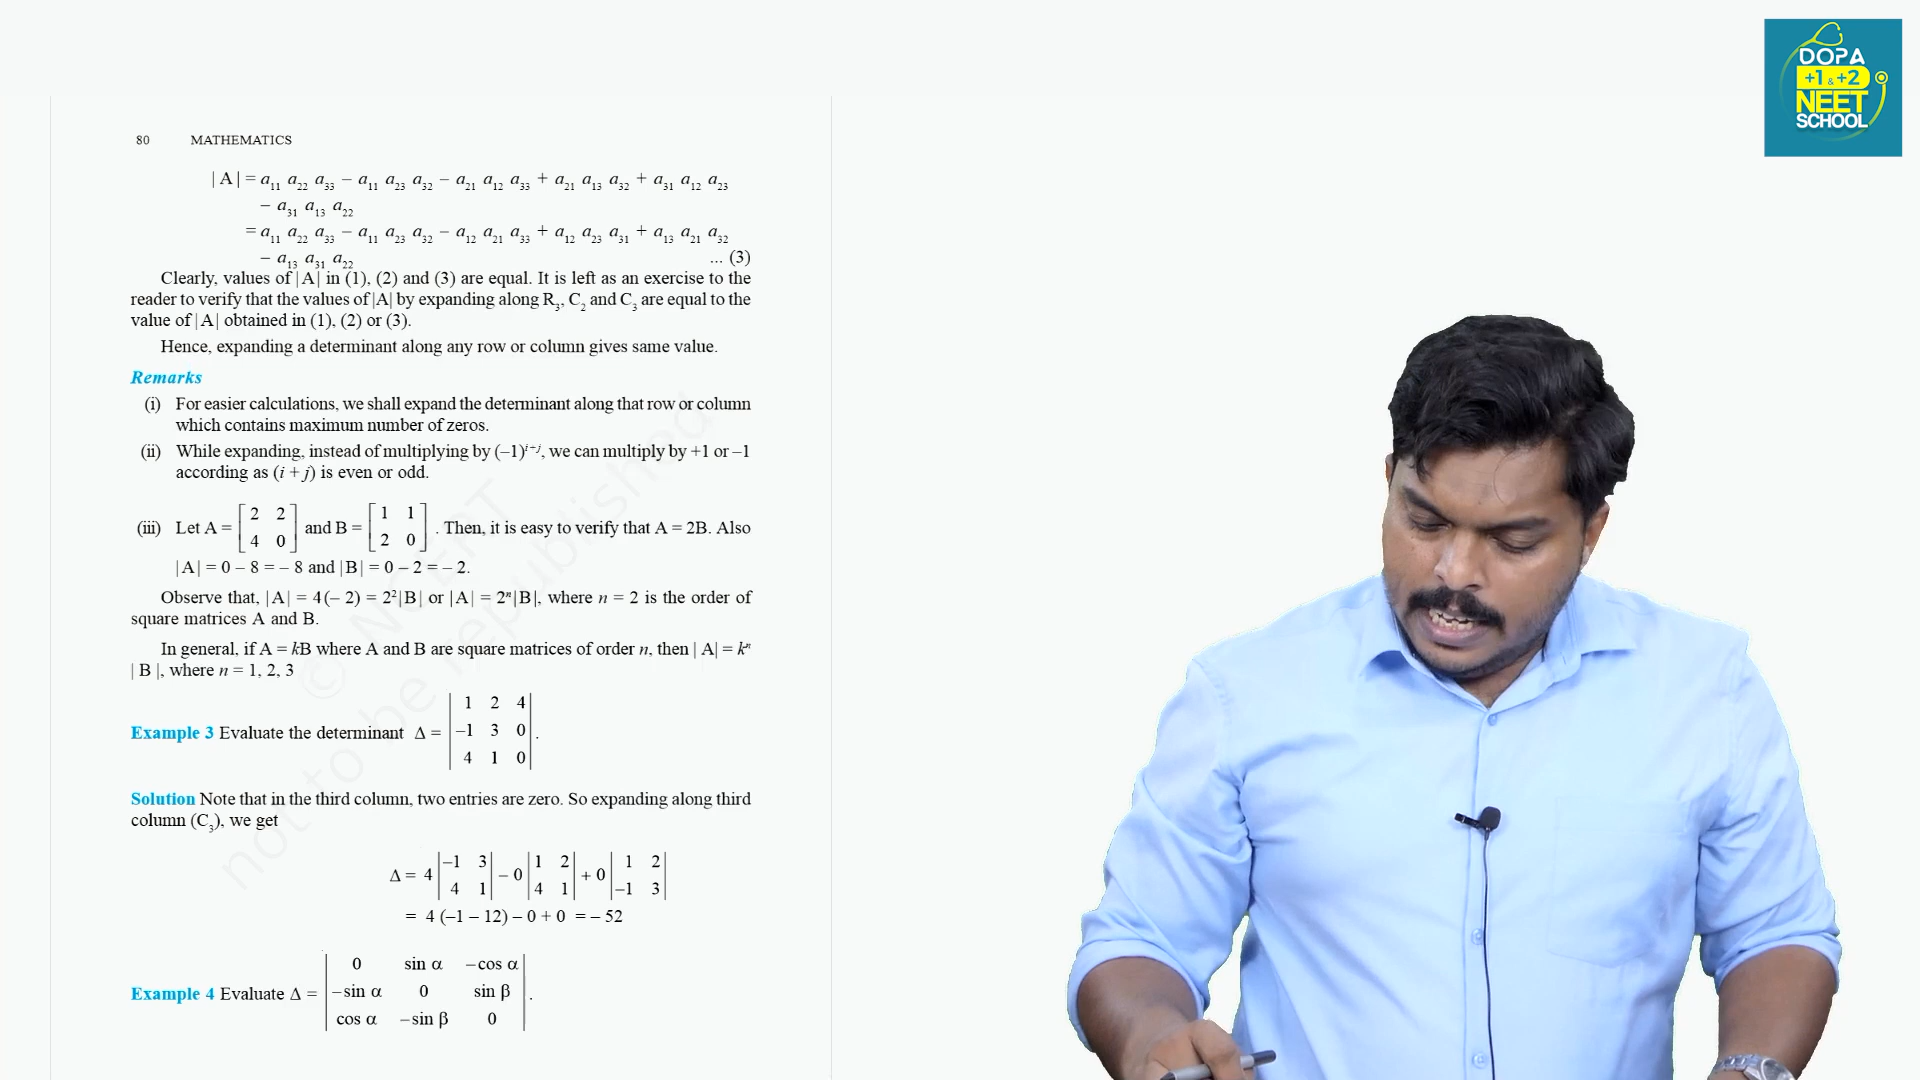 DOPA
+1 & +2
NEET
SCHOOL
80 MATHEMATICS
| A | = a₁₁ a₂₂ a₃₃ – a₁₁ a₂₃ a₃₂ – a₂₁ a₁₂ a₃₃ + a₂₁ a₁₃ a₃₂ + a₃₁ a₁₂ a₂₃
– a₃₁ a₁₃ a₂₂
= a₁₁ a₂₂ a₃₃ – a₁₁ a₂₃ a₃₂ – a₁₂ a₂₁ a₃₃ + a₁₂ a₂₃ a₃₁ + a₁₃ a₂₁ a₃₂
– a₁₃ a₃₁ a₂₂ ... (3)
Clearly, values of | A | in (1), (2) and (3) are equal. It is left as an exercise to the
reader to verify that the values of |A| by expanding along R₃, C₂ and C₃ are equal to the
value of | A | obtained in (1), (2) or (3).
Hence, expanding a determinant along any row or column gives same value.
Remarks
(i) For easier calculations, we shall expand the determinant along that row or column
which contains maximum number of zeros.
(ii) While expanding, instead of multiplying by (–1)ⁱ⁺ʲ, we can multiply by +1 or –1
according as (i + j) is even or odd.
(iii) Let A = [2 2; 4 0] and B = [1 1; 2 0]. Then, it is easy to verify that A = 2B. Also
| A | = 0 – 8 = – 8 and | B | = 0 – 2 = – 2.
Observe that, | A | = 4(– 2) = 2²| B | or | A | = 2ⁿ| B |, where n = 2 is the order of
square matrices A and B.
In general, if A = kB where A and B are square matrices of order n, then | A | = kⁿ
| B |, where n = 1, 2, 3
Example 3 Evaluate the determinant Δ = |1 2 4; –1 3 0; 4 1 0|.
Solution Note that in the third column, two entries are zero. So expanding along third
column (C₃), we get
Δ = 4 |–1 3; 4 1| – 0 |1 2; 4 1| + 0 |1 2; –1 3|
= 4 (–1 – 12) – 0 + 0 = – 52
Example 4 Evaluate Δ = |0 sin α –cos α; –sin α 0 sin β; cos α –sin β 0|.
© NCERT
not to be republished